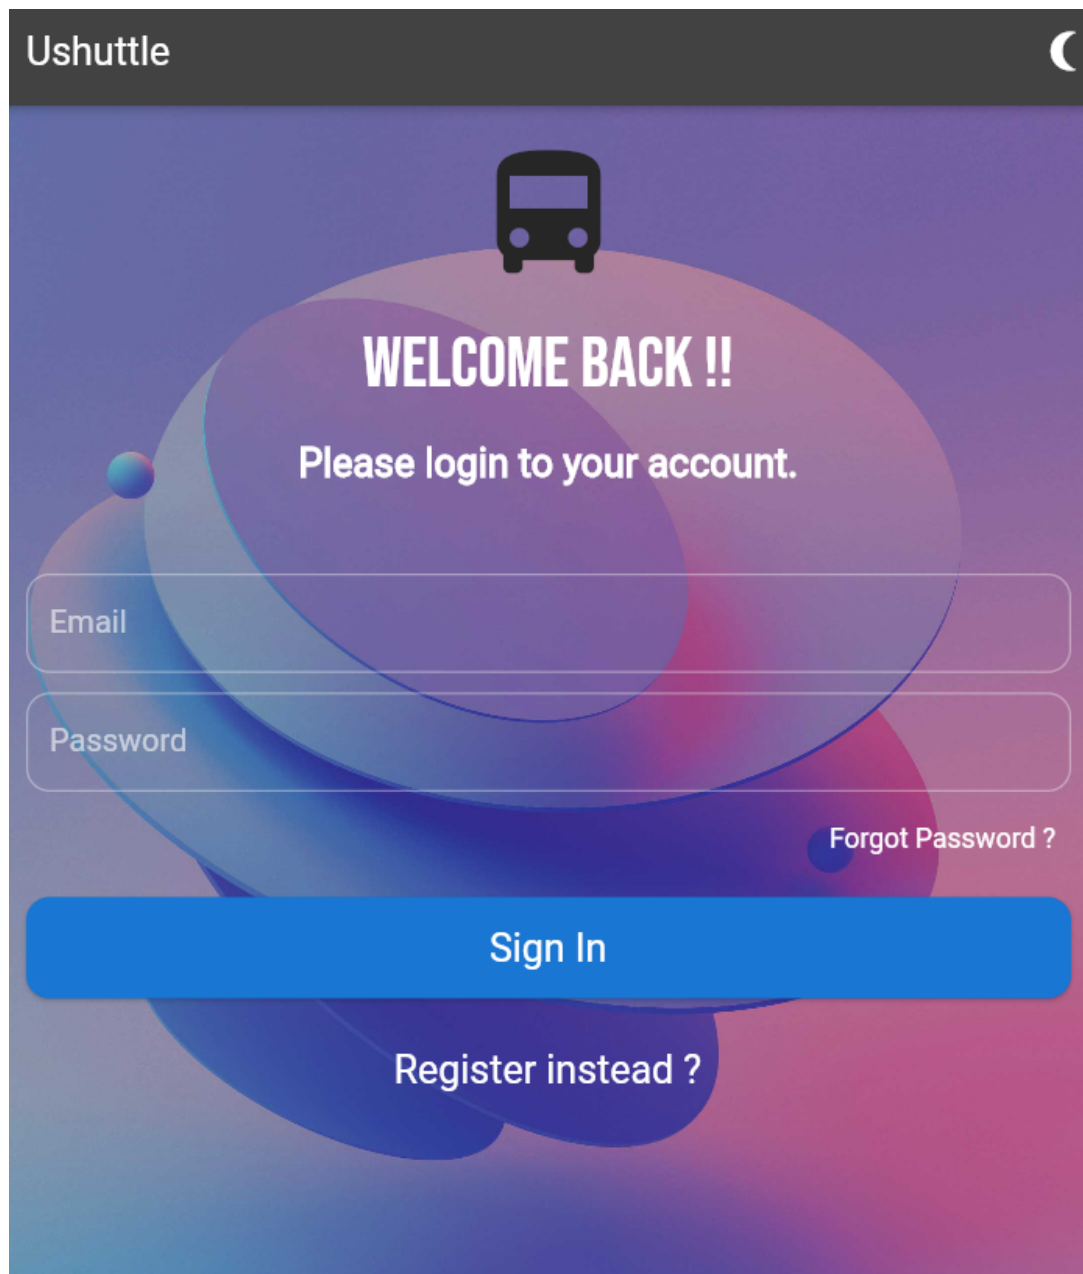 Ushuttle
WELCOME BACK !!
Please login to your account.
Email
Password
Forgot Password ?
Sign In
Register instead ?